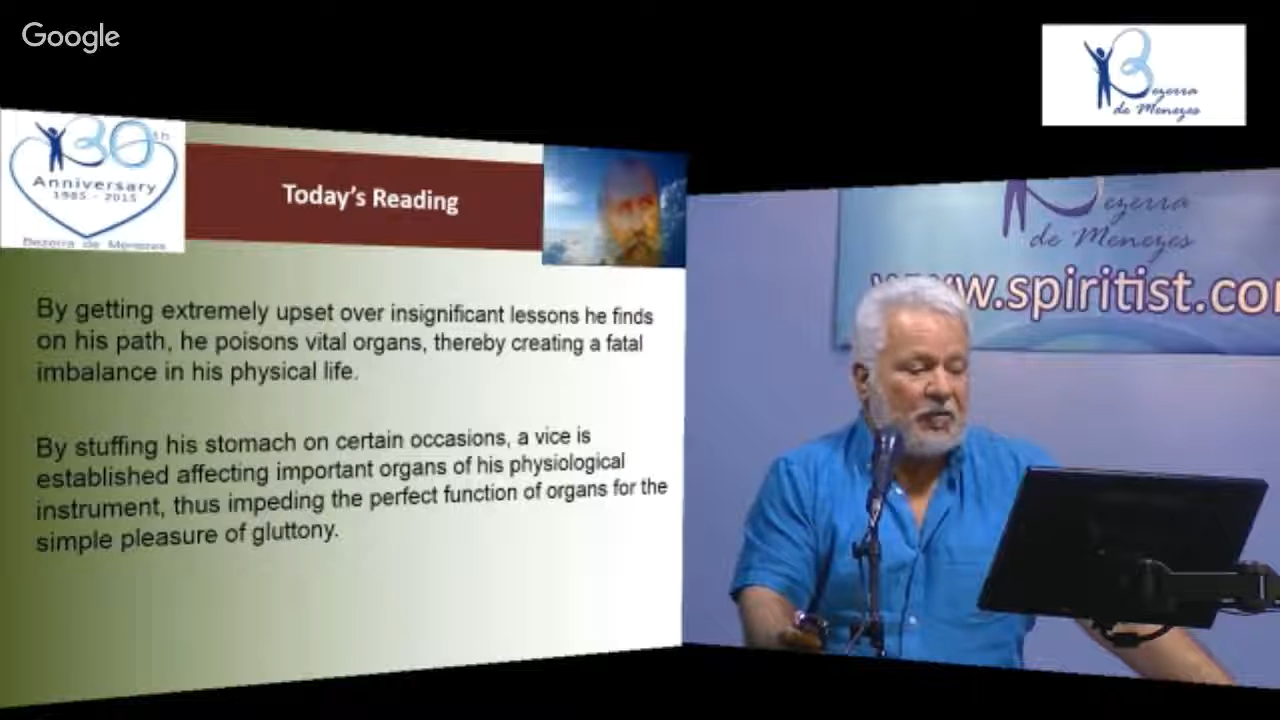 Google
Bezerra
de Menezes
30th
Anniversary
1985 - 2015
Bezerra de Menezes
Today's Reading
By getting extremely upset over insignificant lessons he finds
on his path, he poisons vital organs, thereby creating a fatal
imbalance in his physical life.
By stuffing his stomach on certain occasions, a vice is
established affecting important organs of his physiological
instrument, thus impeding the perfect function of organs for the
simple pleasure of gluttony.
Bezerra
de Menezes
www.spiritist.co